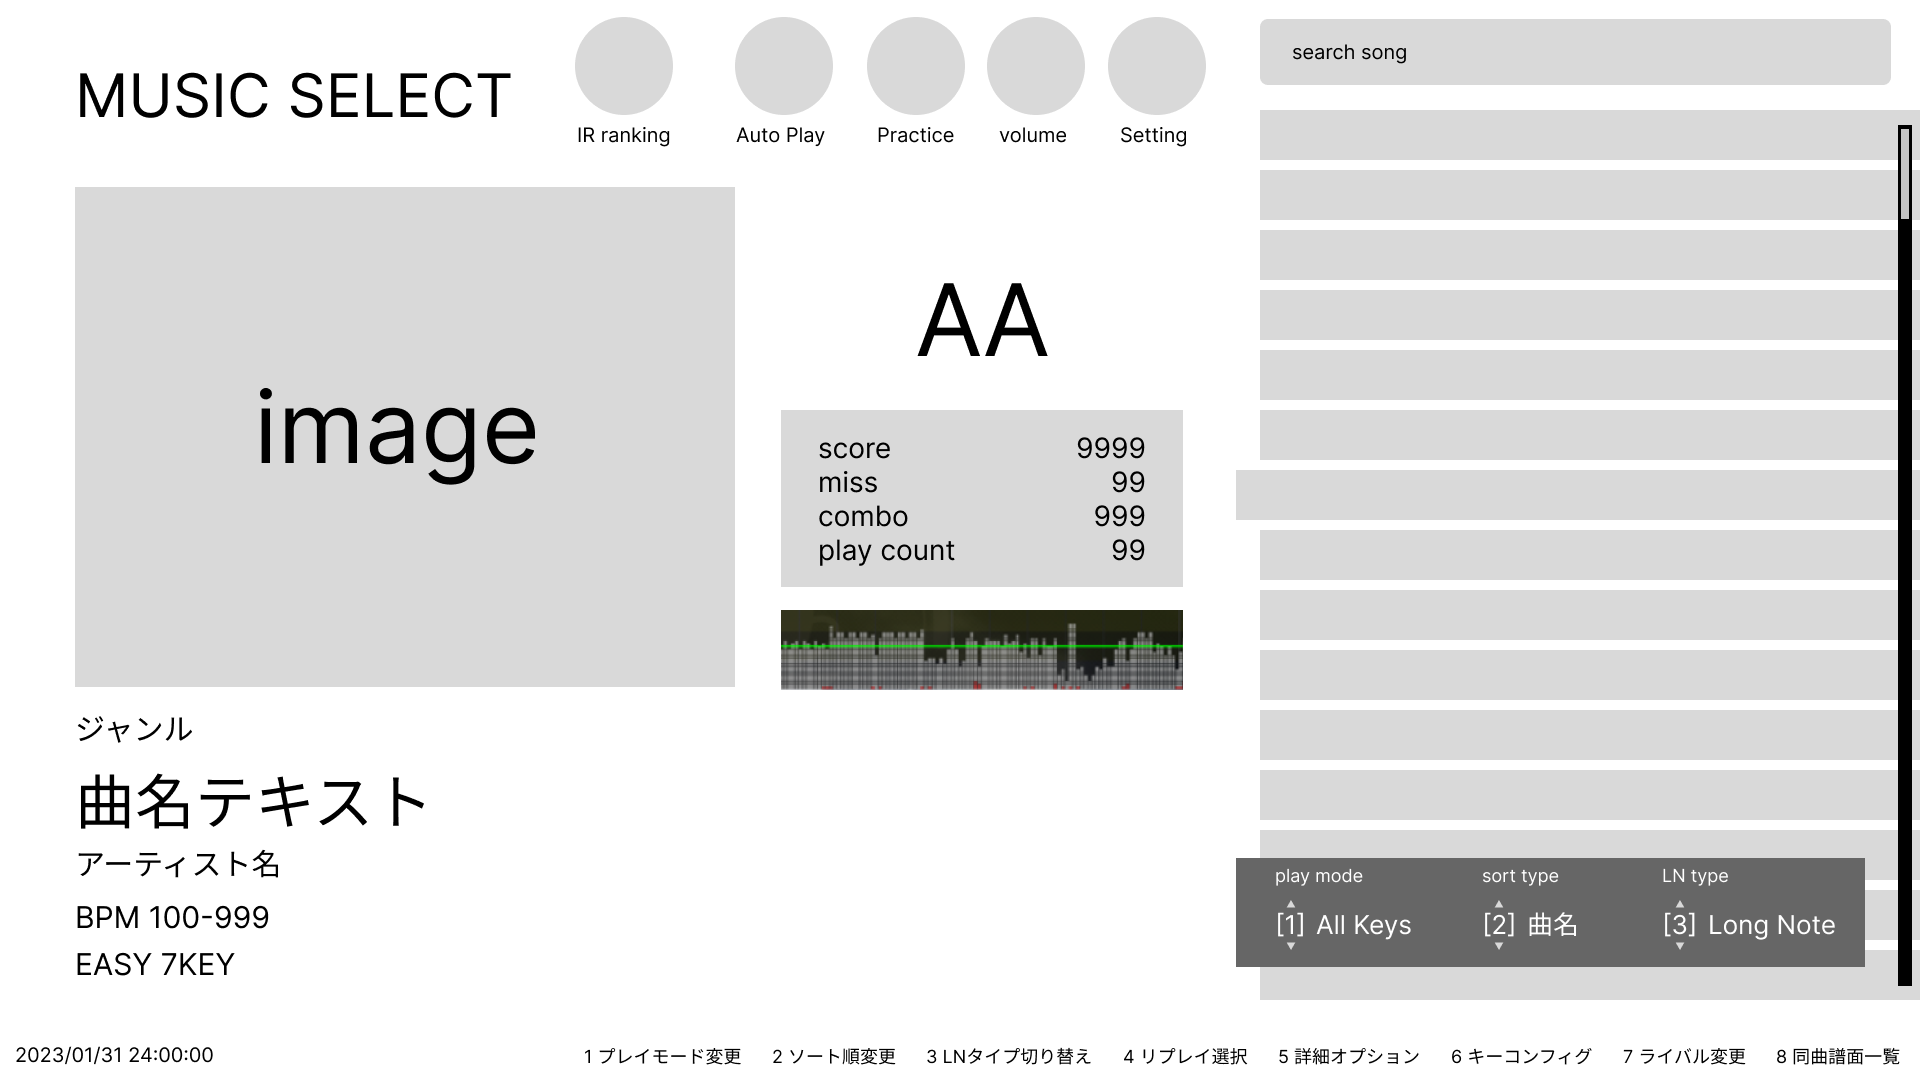 MUSIC SELECT
IR ranking
Auto Play
Practice
volume
Setting
search song
image
AA
score 9999
miss 99
combo 999
play count 99
ジャンル
曲名テキスト
アーティスト名
BPM 100-999
EASY 7KEY
play mode
[1] All Keys
sort type
[2] 曲名
LN type
[3] Long Note
2023/01/31 24:00:00
1 プレイモード変更
2 ソート順変更
3 LNタイプ切り替え
4 リプレイ選択
5 詳細オプション
6 キーコンフィグ
7 ライバル変更
8 同曲譜面一覧